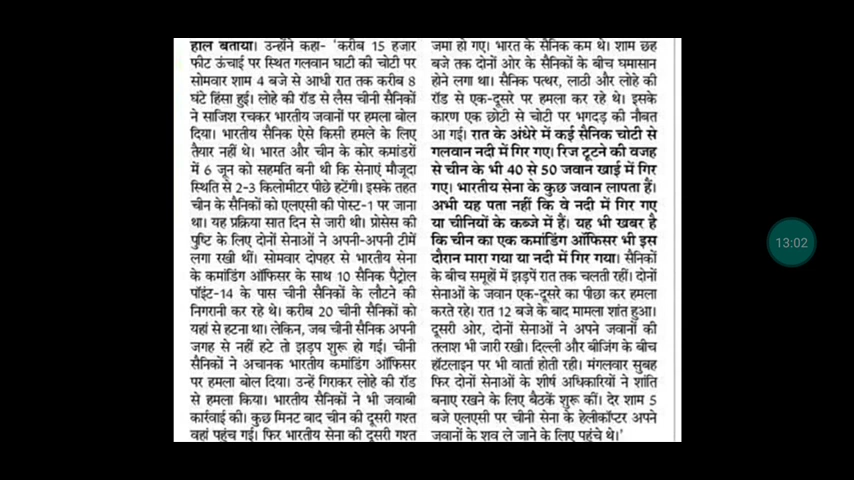 हाल बताया। उन्होंने कहा- 'करीब 15 हजार
फीट ऊंचाई पर स्थित गलवान घाटी की चोटी पर
सोमवार शाम 4 बजे से आधी रात तक करीब 8
घंटे हिंसा हुई। लोहे की रॉड से लैस चीनी सैनिकों
ने साजिश रचकर भारतीय जवानों पर हमला बोल
दिया। भारतीय सैनिक ऐसे किसी हमले के लिए
तैयार नहीं थे। भारत और चीन के कोर कमांडरों
में 6 जून को सहमति बनी थी कि सेनाएं मौजूदा
स्थिति से 2-3 किलोमीटर पीछे हटेंगी। इसके तहत
चीन के सैनिकों को एलएसी की पोस्ट-1 पर जाना
था। यह प्रक्रिया सात दिन से जारी थी। प्रोसेस की
पुष्टि के लिए दोनों सेनाओं ने अपनी-अपनी टीमें
लगा रखी थीं। सोमवार दोपहर से भारतीय सेना
के कमांडिंग ऑफिसर के साथ 10 सैनिक पैट्रोल
पॉइंट-14 के पास चीनी सैनिकों के लौटने की
निगरानी कर रहे थे। करीब 20 चीनी सैनिकों को
यहां से हटना था। लेकिन, जब चीनी सैनिक अपनी
जगह से नहीं हटे तो झड़प शुरू हो गई। चीनी
सैनिकों ने अचानक भारतीय कमांडिंग ऑफिसर
पर हमला बोल दिया। उन्हें गिराकर लोहे की रॉड
से हमला किया। भारतीय सैनिकों ने भी जवाबी
कार्रवाई की। कुछ मिनट बाद चीन की दूसरी गश्त
वहां पहुंच गई। फिर भारतीय सेना की दूसरी गश्त
जमा हो गए। भारत के सैनिक कम थे। शाम छह
बजे तक दोनों ओर के सैनिकों के बीच घमासान
होने लगा था। सैनिक पत्थर, लाठी और लोहे की
रॉड से एक-दूसरे पर हमला कर रहे थे। इसके
कारण एक छोटी से चोटी पर भगदड़ की नौबत
आ गई। रात के अंधेरे में कई सैनिक चोटी से
गलवान नदी में गिर गए। रिज टूटने की वजह
से चीन के भी 40 से 50 जवान खाई में गिर
गए। भारतीय सेना के कुछ जवान लापता हैं।
अभी यह पता नहीं कि वे नदी में गिर गए
या चीनियों के कब्जे में हैं। यह भी खबर है
कि चीन का एक कमांडिंग ऑफिसर भी इस
दौरान मारा गया या नदी में गिर गया। सैनिकों
के बीच समूहों में झड़पें रात तक चलती रहीं। दोनों
सेनाओं के जवान एक-दूसरे का पीछा कर हमला
करते रहे। रात 12 बजे के बाद मामला शांत हुआ।
दूसरी ओर, दोनों सेनाओं ने अपने जवानों की
तलाश भी जारी रखी। दिल्ली और बीजिंग के बीच
हॉटलाइन पर भी वार्ता होती रही। मंगलवार सुबह
फिर दोनों सेनाओं के शीर्ष अधिकारियों ने शांति
बनाए रखने के लिए बैठकें शुरू कीं। देर शाम 5
बजे एलएसी पर चीनी सेना के हेलीकॉप्टर अपने
जवानों के शव ले जाने के लिए पहुंचे थे।'
13:02